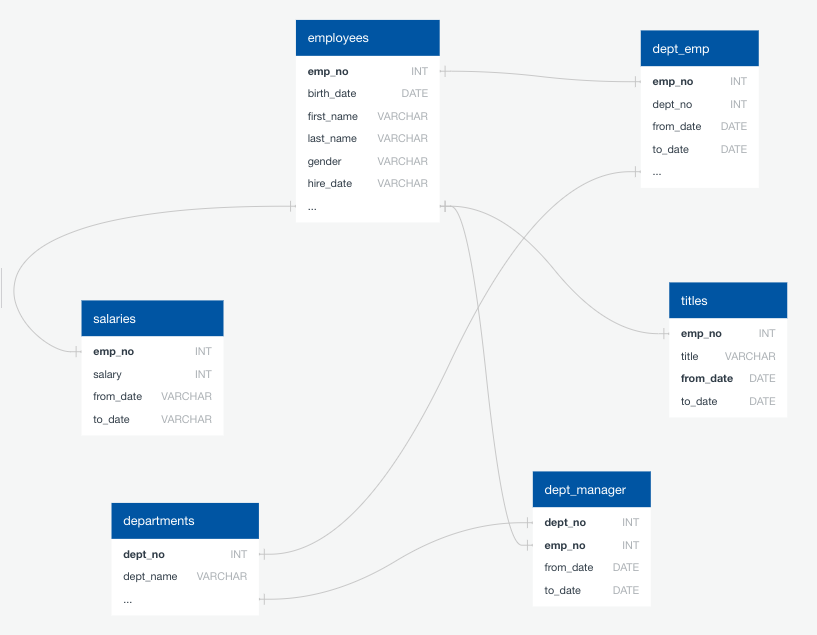 employees
emp_no INT
birth_date DATE
first_name VARCHAR
last_name VARCHAR
gender VARCHAR
hire_date VARCHAR
...
dept_emp
emp_no INT
dept_no INT
from_date DATE
to_date DATE
...
salaries
emp_no INT
salary INT
from_date VARCHAR
to_date VARCHAR
titles
emp_no INT
title VARCHAR
from_date DATE
to_date DATE
departments
dept_no INT
dept_name VARCHAR
...
dept_manager
dept_no INT
emp_no INT
from_date DATE
to_date DATE